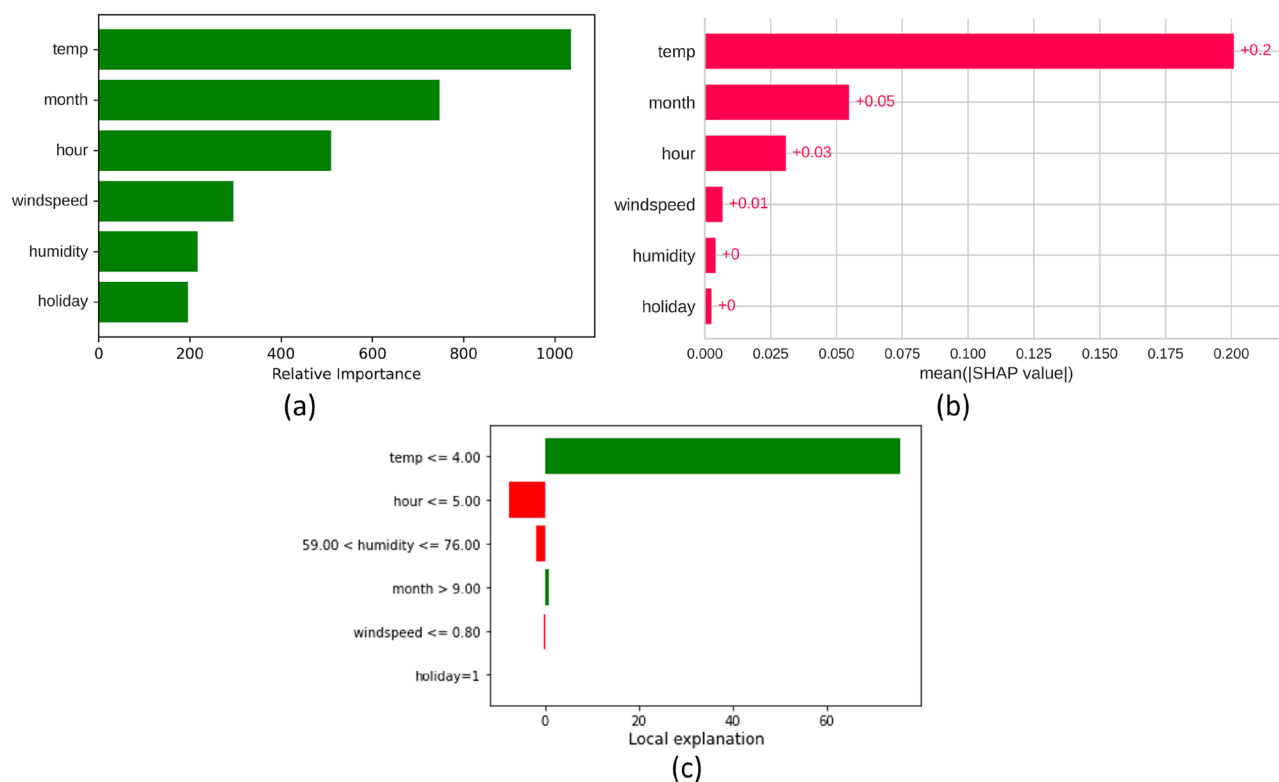 temp
month
hour
windspeed
humidity
holiday
0 200 400 600 800 1000
Relative Importance
(a)
temp +0.2
month +0.05
hour +0.03
windspeed +0.01
humidity +0
holiday +0
0.000 0.025 0.050 0.075 0.100 0.125 0.150 0.175 0.200
mean(|SHAP value|)
(b)
temp <= 4.00
hour <= 5.00
59.00 < humidity <= 76.00
month > 9.00
windspeed <= 0.80
holiday=1
0 20 40 60
Local explanation
(c)